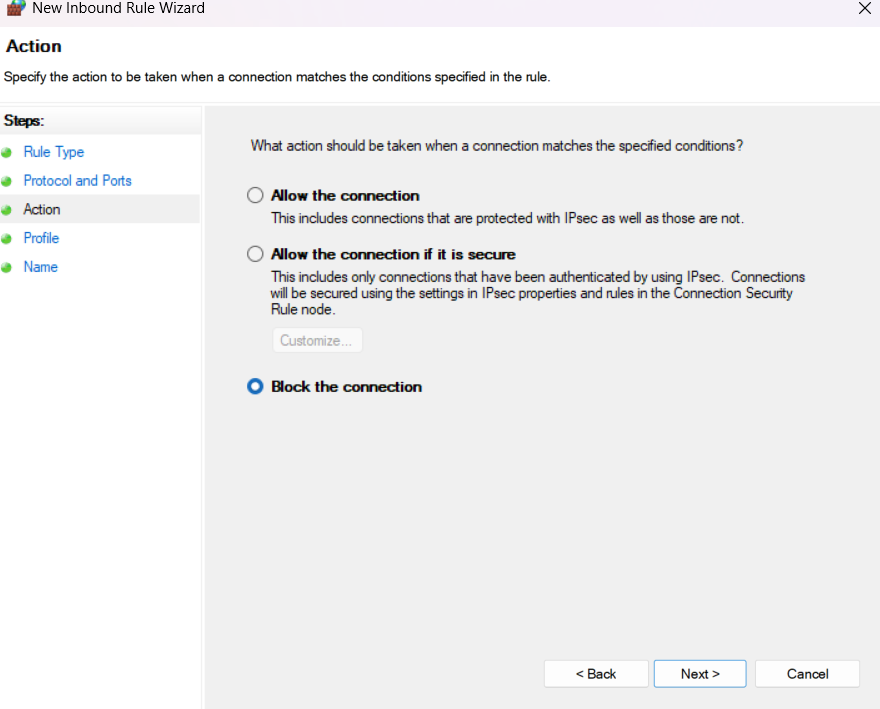 New Inbound Rule Wizard
Action
Specify the action to be taken when a connection matches the conditions specified in the rule.
Steps:
Rule Type
Protocol and Ports
Action
Profile
Name
What action should be taken when a connection matches the specified conditions?
Allow the connection
This includes connections that are protected with IPsec as well as those are not.
Allow the connection if it is secure
This includes only connections that have been authenticated by using IPsec. Connections
will be secured using the settings in IPsec properties and rules in the Connection Security
Rule node.
Customize...
Block the connection
< Back
Next >
Cancel